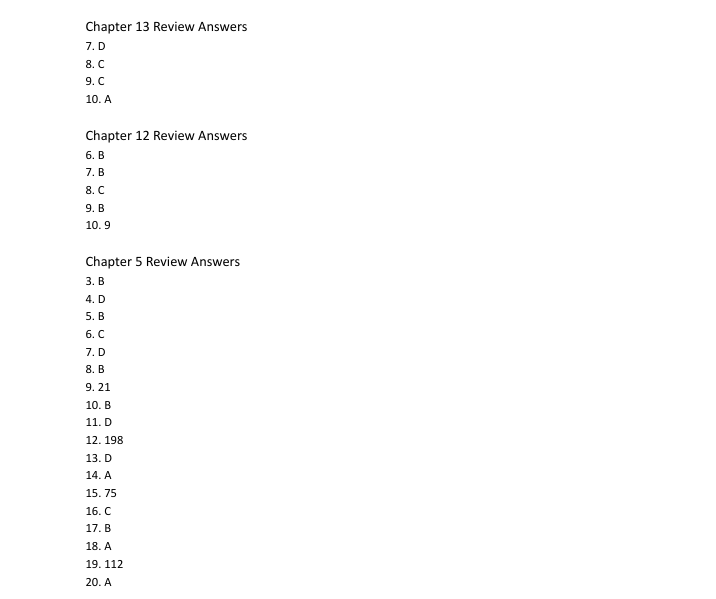 Chapter 13 Review Answers
7. D
8. C
9. C
10. A
Chapter 12 Review Answers
6. B
7. B
8. C
9. B
10. 9
Chapter 5 Review Answers
3. B
4. D
5. B
6. C
7. D
8. B
9. 21
10. B
11. D
12. 198
13. D
14. A
15. 75
16. C
17. B
18. A
19. 112
20. A